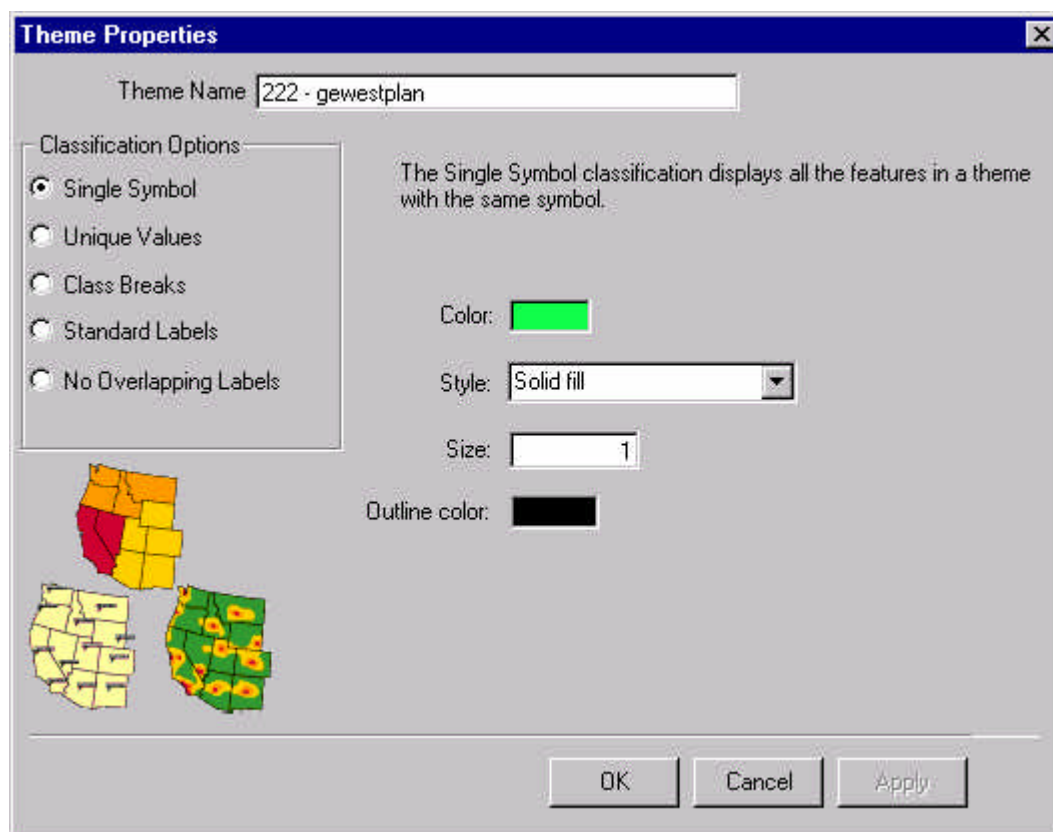 Theme Properties
Theme Name 222 - gewestplan
Classification Options
Single Symbol
Unique Values
Class Breaks
Standard Labels
No Overlapping Labels
The Single Symbol classification displays all the features in a theme
with the same symbol.
Color:
Style: Solid fill
Size: 1
Outline color:
OK Cancel Apply